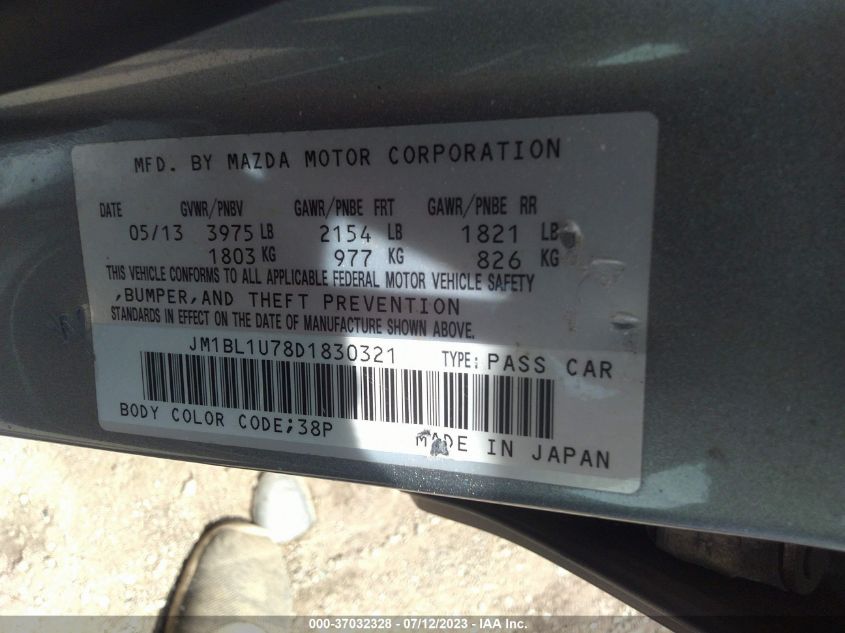 MFD. BY MAZDA MOTOR CORPORATION
DATE GVWR/PNBV GAWR/PNBE FRT GAWR/PNBE RR
05/13 3975 LB 2154 LB 1821 LB
1803 KG 977 KG 826 KG
THIS VEHICLE CONFORMS TO ALL APPLICABLE FEDERAL MOTOR VEHICLE SAFETY
,BUMPER,AND THEFT PREVENTION
STANDARDS IN EFFECT ON THE DATE OF MANUFACTURE SHOWN ABOVE.
JM1BL1U78D1830321 TYPE: PASS CAR
BODY COLOR CODE;38P MADE IN JAPAN
000-37032328 - 07/12/2023 - IAA Inc.